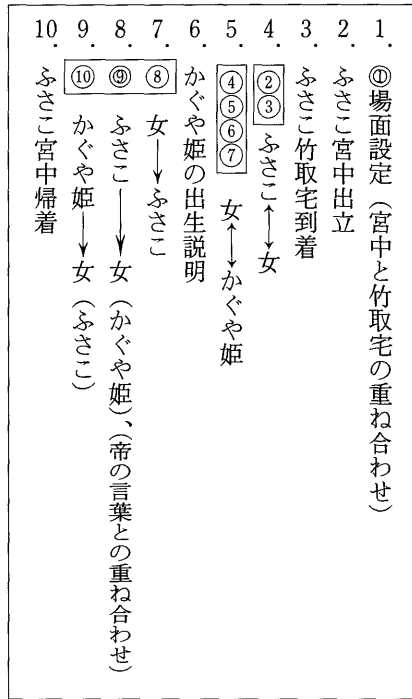 1. ①場面設定（宮中と竹取宅の重ね合わせ）
2. ふさこ宮中出立
3. ふさこ竹取宅到着
4. ②③ ふさこ←→女
5. ④⑤⑥⑦ 女←→かぐや姫
6. かぐや姫の出生説明
7. ⑧ 女──→ふさこ
8. ⑨ ふさこ──→女（かぐや姫）、（帝の言葉との重ね合わせ）
9. ⑩ かぐや姫──→女（ふさこ）
10. ふさこ宮中帰着